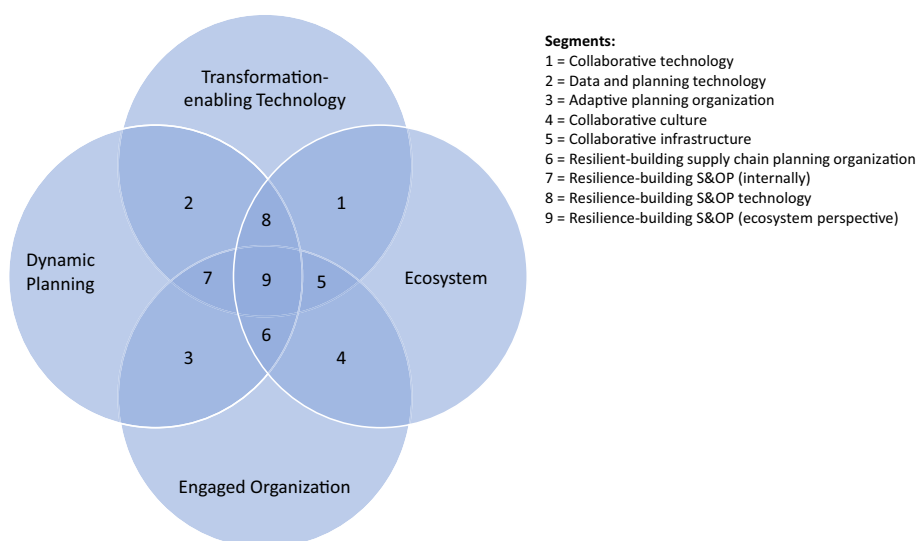 Transformation-
enabling Technology
2
8
1
Dynamic
Planning
7
9
5
Ecosystem
6
3
4
Engaged Organization
Segments:
1 = Collaborative technology
2 = Data and planning technology
3 = Adaptive planning organization
4 = Collaborative culture
5 = Collaborative infrastructure
6 = Resilient-building supply chain planning organization
7 = Resilience-building S&OP (internally)
8 = Resilience-building S&OP technology
9 = Resilience-building S&OP (ecosystem perspective)